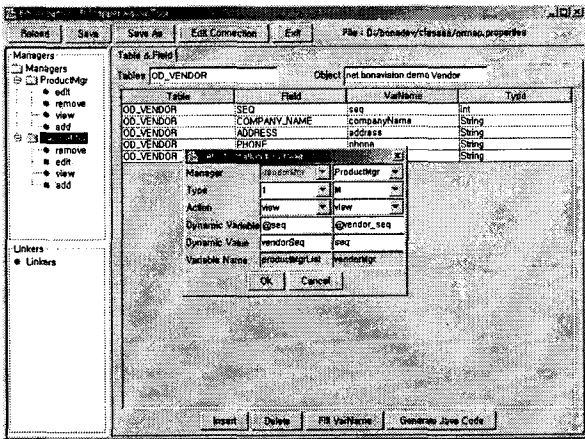 Reload Save Save As Edit Connection Exit File : D:/bonadev/classes/ormap.properties
Managers
Managers
ProductMgr
edit
remove
view
add
remove
edit
view
add
Linkers
Linkers
Table & Field
Tables OD_VENDOR Object net bonavision demo Vendor
Table Field VarName Type
OD_VENDOR SEQ seq int
OD_VENDOR COMPANY_NAME companyName String
OD_VENDOR ADDRESS address String
OD_VENDOR PHONE phone String
OD_VENDOR String
Manager VendorMgr ProductMgr
Type 1 M
Action view view
Dynamic Variable @seq @vendor_seq
Dynamic Value vendorSeq seq
Variable Name productMgrList vendorMgr
Ok Cancel
Insert Delete Fill VarName Generate Java Code